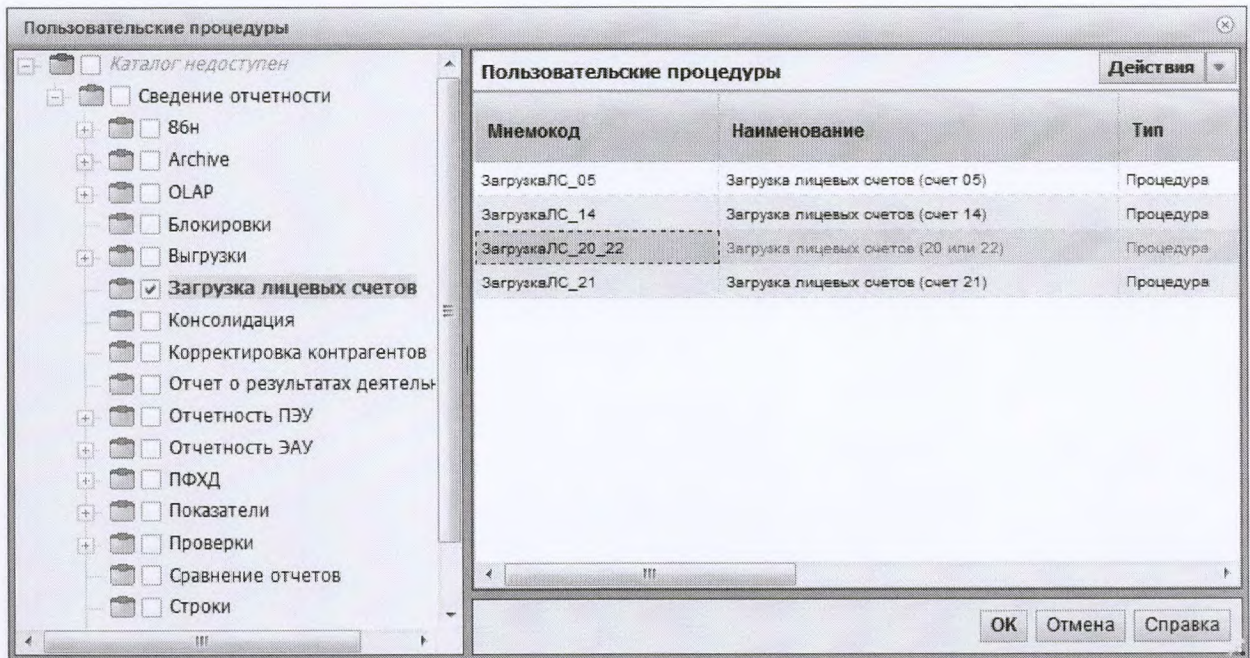 Пользовательские процедуры
Каталог недоступен
Сведение отчетности
86н
Archive
OLAP
Блокировки
Выгрузки
Загрузка лицевых счетов
Консолидация
Корректировка контрагентов
Отчет о результатах деятельн
Отчетность ПЭУ
Отчетность ЭАУ
ПФХД
Показатели
Проверки
Сравнение отчетов
Строки
Пользовательские процедуры Действия
Мнемокод Наименование Тип
ЗагрузкаЛС_05 Загрузка лицевых счетов (счет 05) Процедура
ЗагрузкаЛС_14 Загрузка лицевых счетов (счет 14) Процедура
ЗагрузкаЛС_20_22 Загрузка лицевых счетов (20 или 22) Процедура
ЗагрузкаЛС_21 Загрузка лицевых счетов (счет 21) Процедура
ОК Отмена Справка